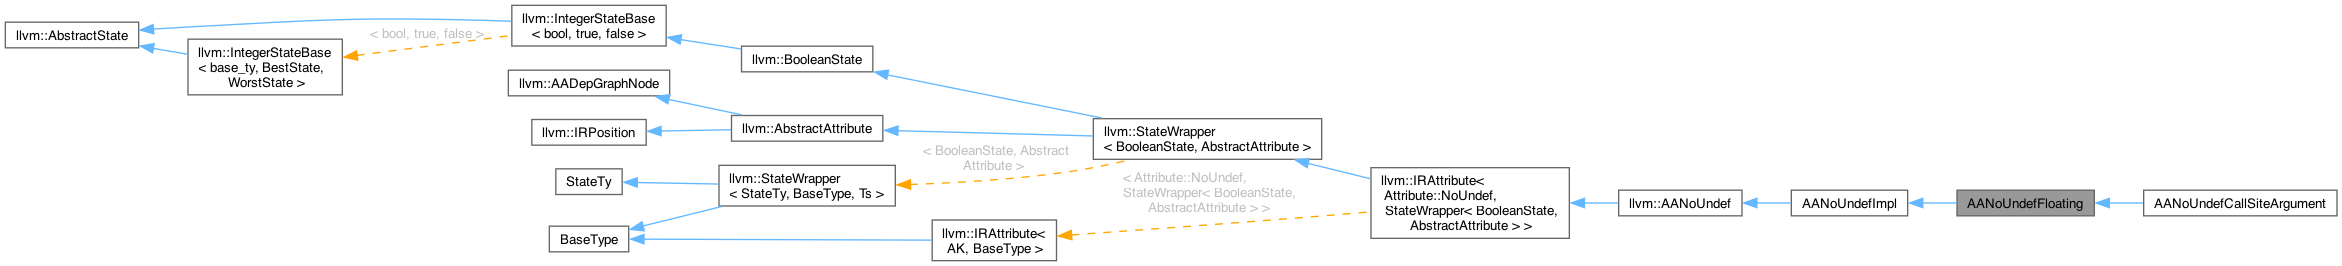 llvm::AbstractState
llvm::IntegerStateBase
< base_ty, BestState,
WorstState >
< bool, true, false >
llvm::IntegerStateBase
< bool, true, false >
llvm::AADepGraphNode
llvm::IRPosition
StateTy
BaseType
llvm::BooleanState
llvm::AbstractAttribute
llvm::StateWrapper
< StateTy, BaseType, Ts >
llvm::IRAttribute<
AK, BaseType >
< BooleanState, Abstract
Attribute >
llvm::StateWrapper
< BooleanState, AbstractAttribute >
< Attribute::NoUndef,
StateWrapper< BooleanState,
AbstractAttribute > >
llvm::IRAttribute<
Attribute::NoUndef,
StateWrapper< BooleanState,
AbstractAttribute > >
llvm::AANoUndef
AANoUndefImpl
AANoUndefFloating
AANoUndefCallSiteArgument